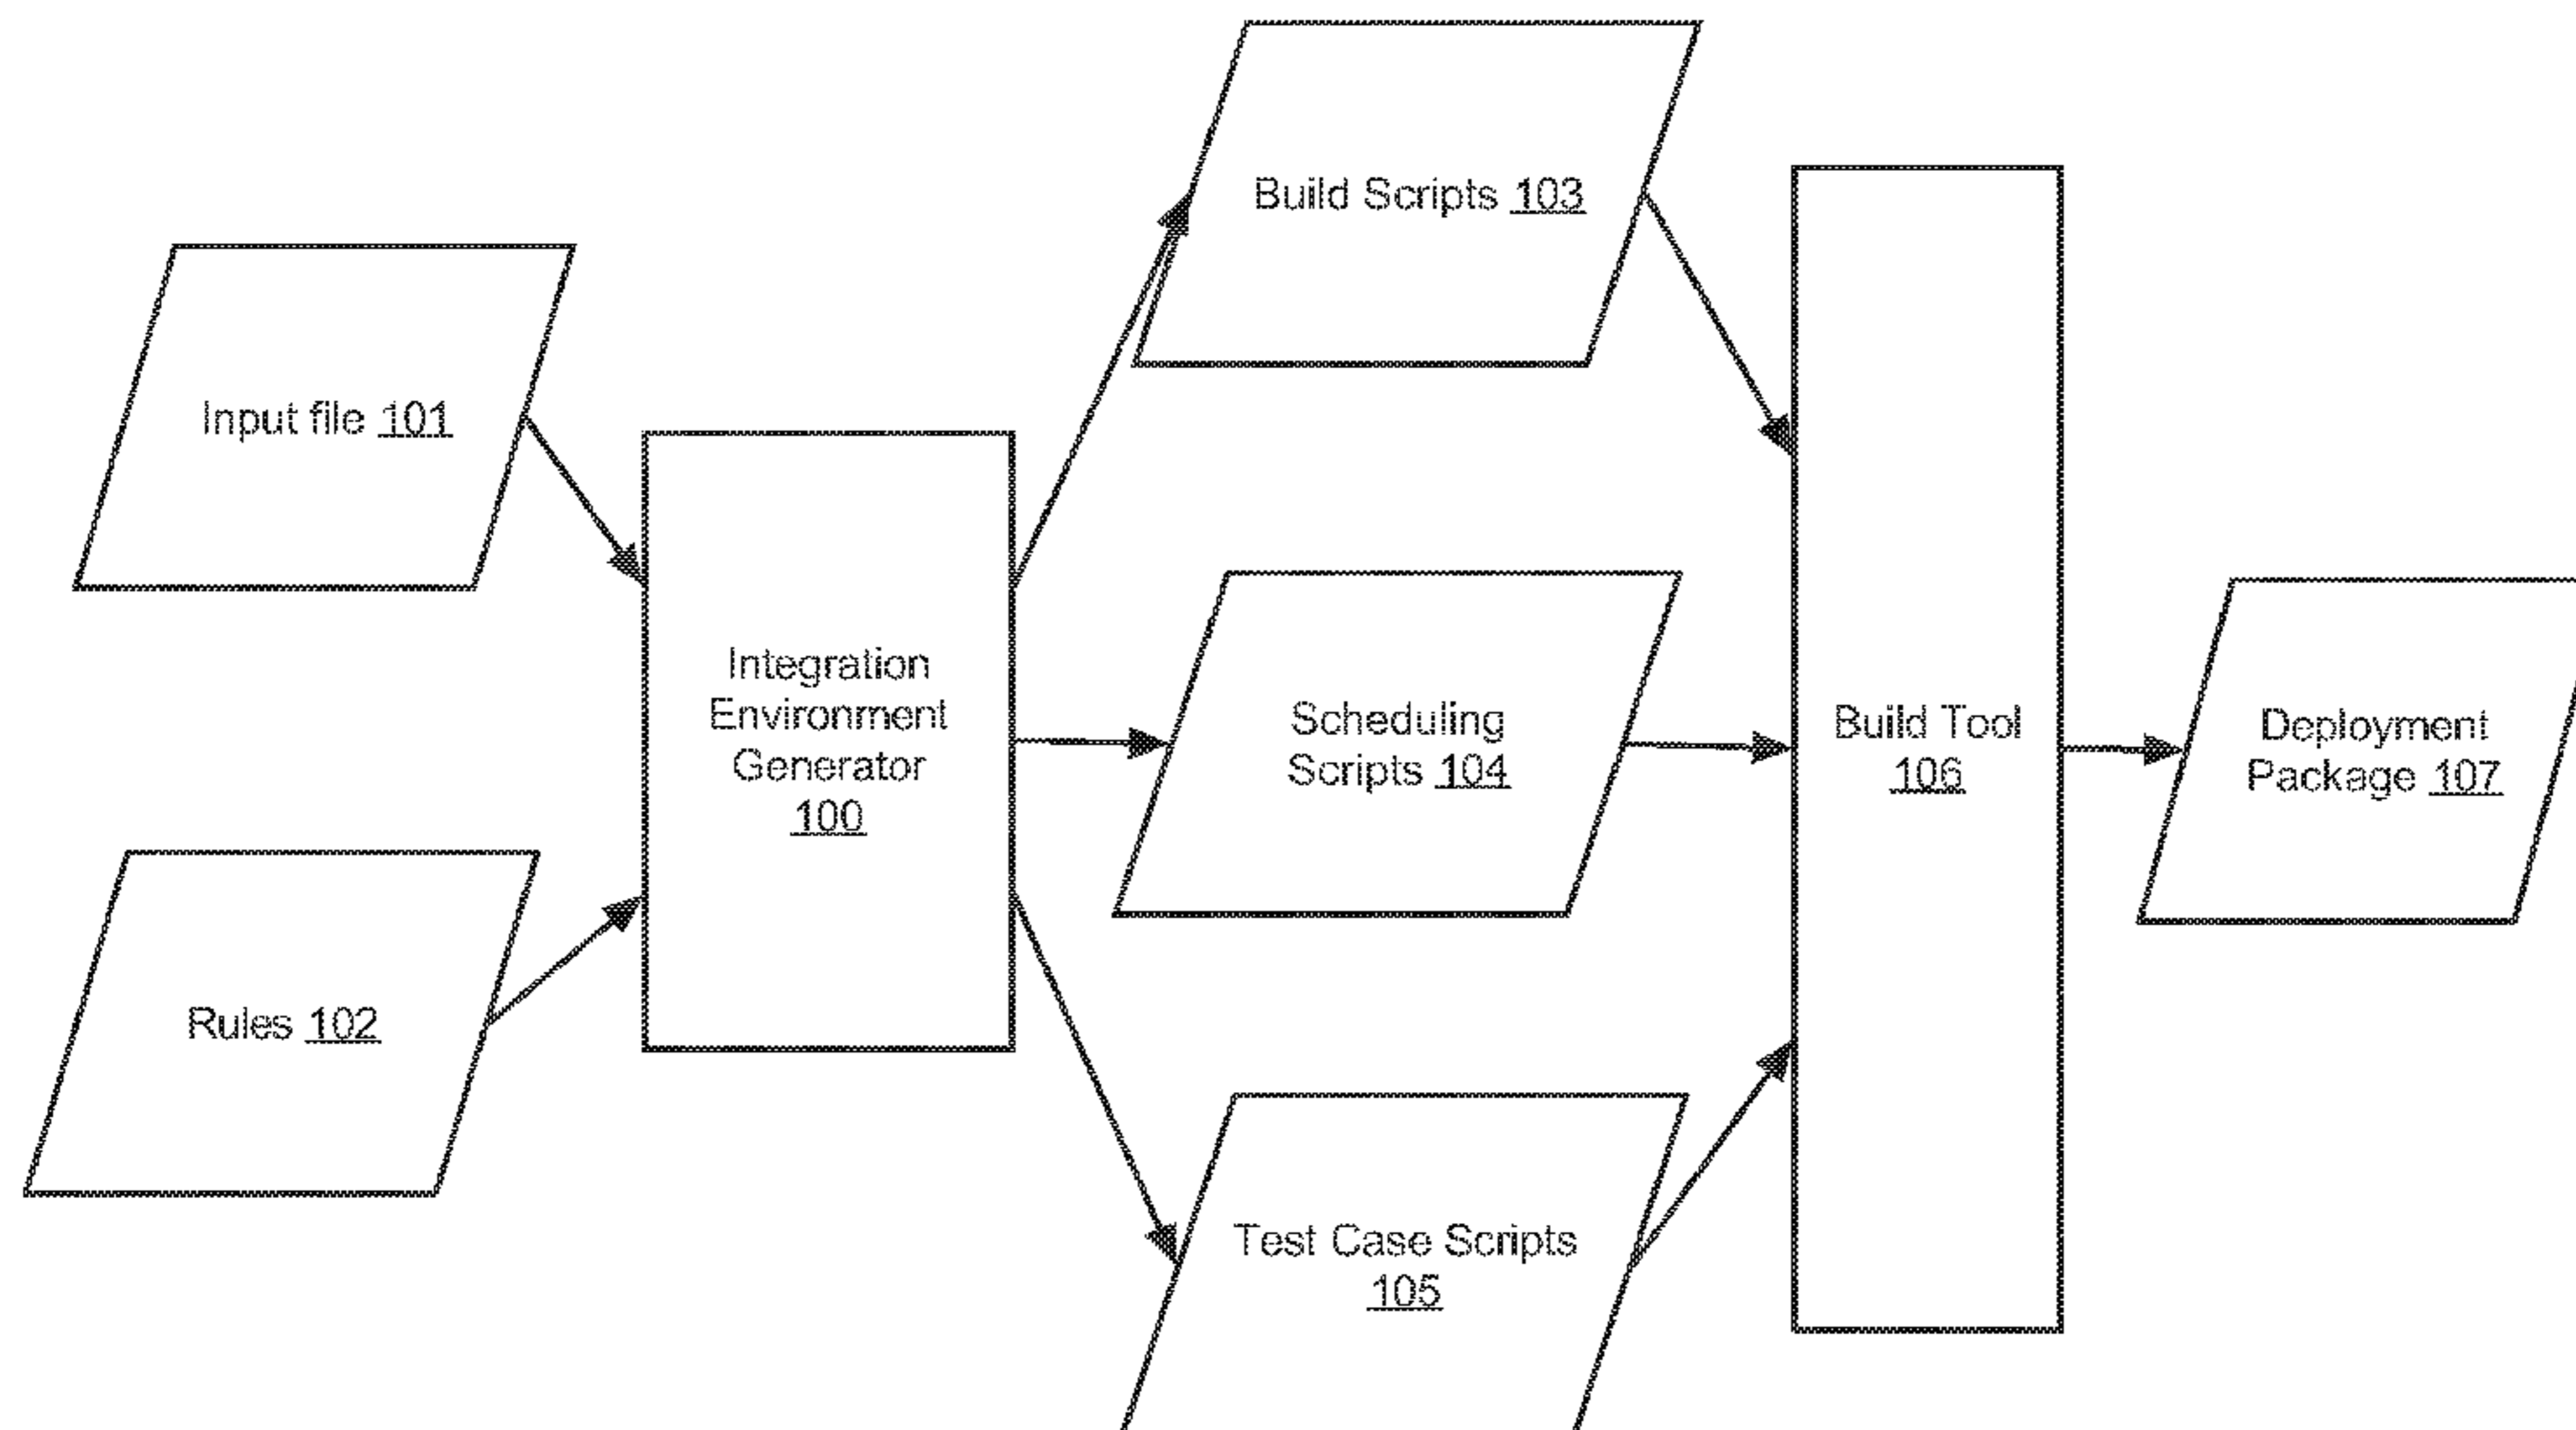 Build Scripts 103
Input file 101
Integration
Environment
Generator
100
Scheduling
Scripts 104
Build Tool
106
Deployment
Package 107
Rules 102
Test Case Scripts
105